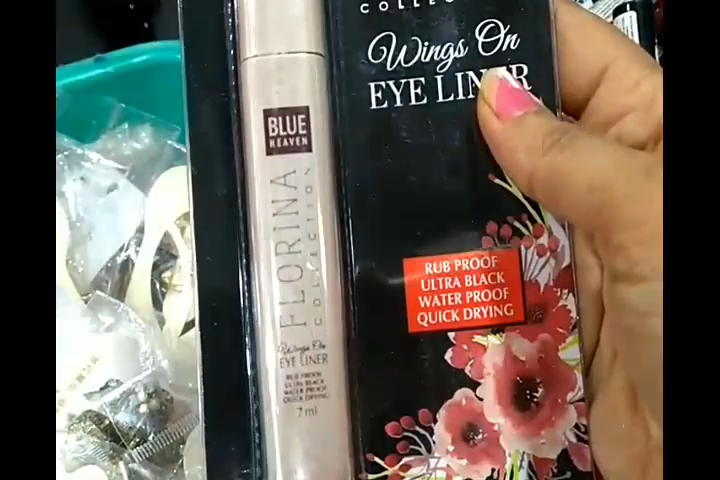 COLLECTION
Wings On
EYE LINER
RUB PROOF
ULTRA BLACK
WATER PROOF
QUICK DRYING
BLUE
HEAVEN
FLORINA
COLLECTION
Wings On
EYE LINER
RUB PROOF
ULTRA BLACK
WATER PROOF
QUICK DRYING
7 ml